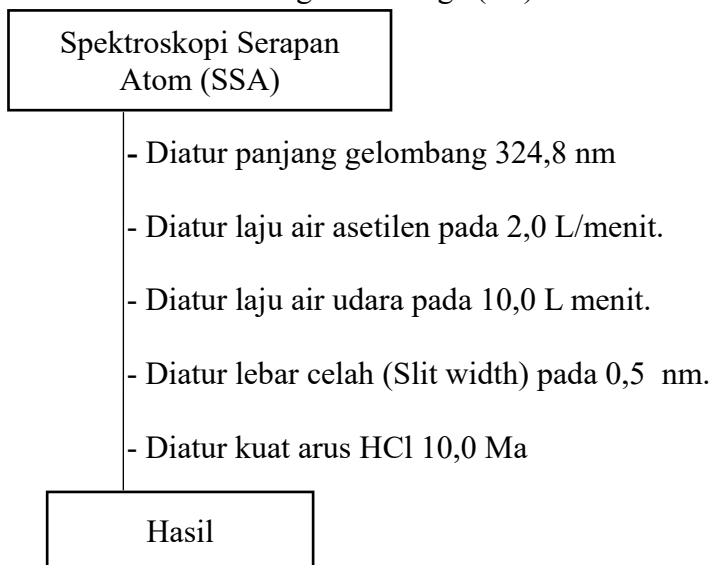 Spektroskopi Serapan
Atom (SSA)
- Diatur panjang gelombang 324,8 nm
- Diatur laju air asetilen pada 2,0 L/menit.
- Diatur laju air udara pada 10,0 L menit.
- Diatur lebar celah (Slit width) pada 0,5 nm.
- Diatur kuat arus HCl 10,0 Ma
Hasil